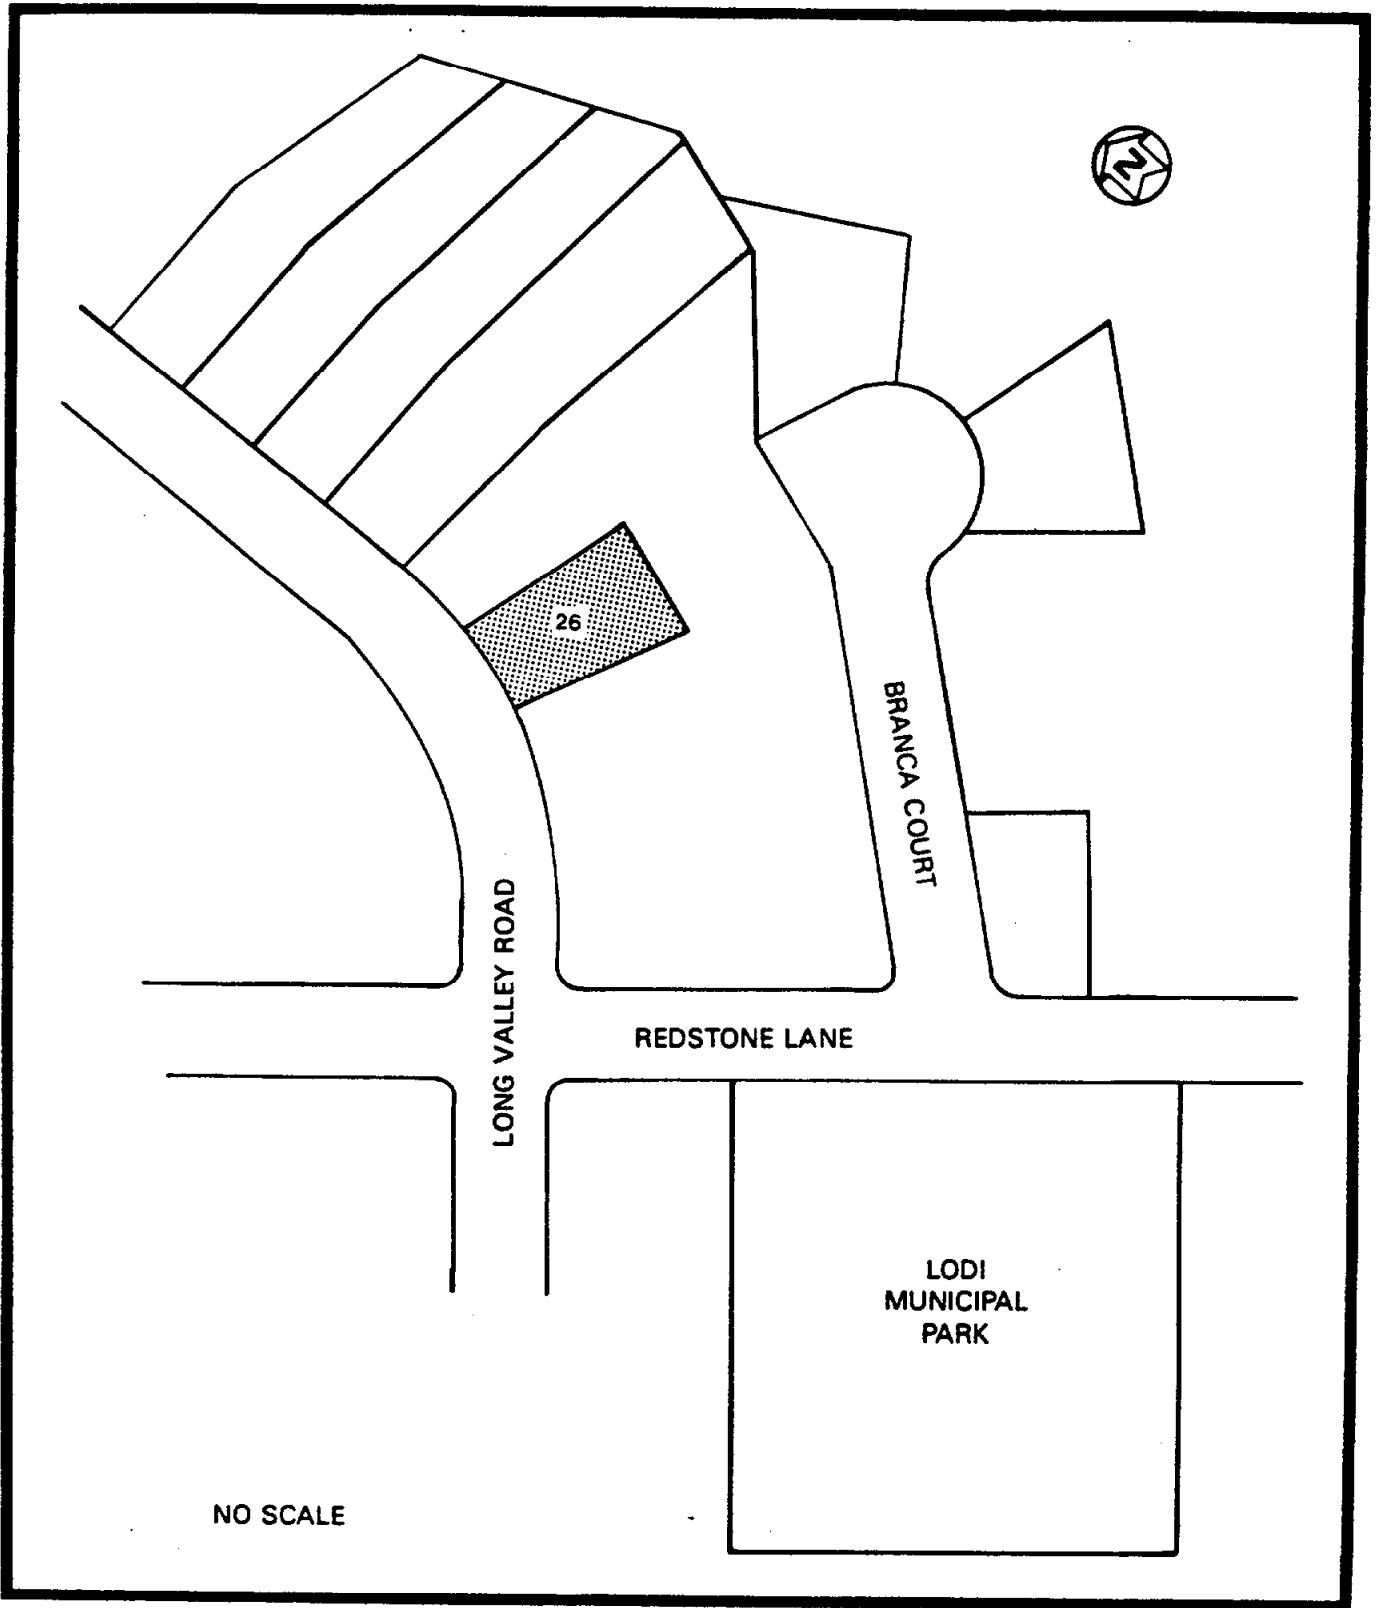 N
26
BRANCA COURT
LONG VALLEY ROAD
REDSTONE LANE
LODI
MUNICIPAL
PARK
NO SCALE